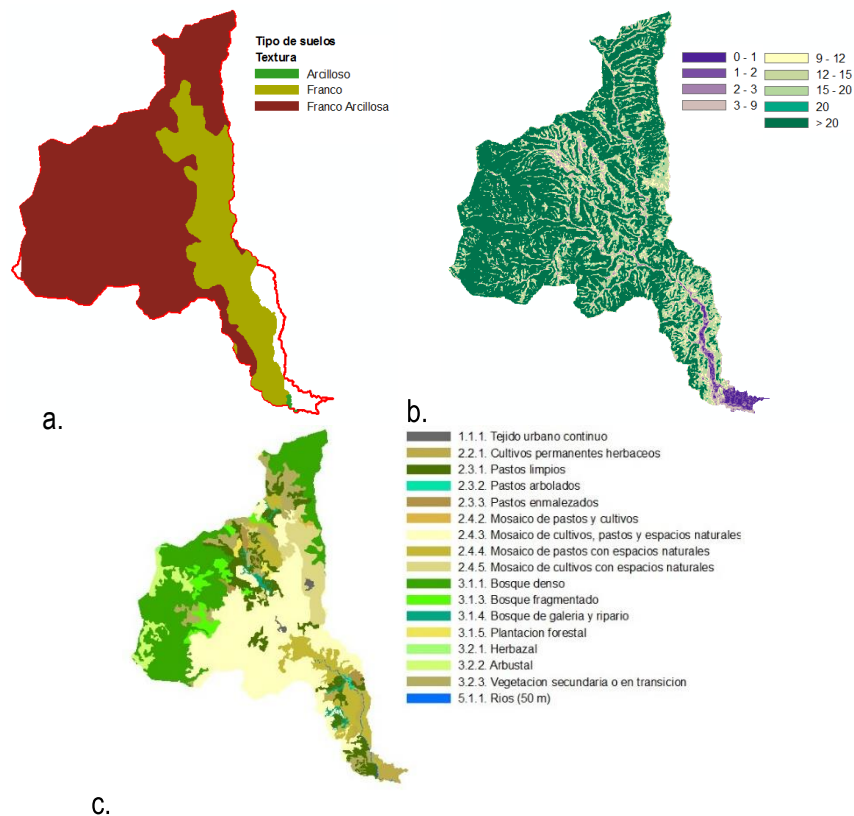 Tipo de suelos
Textura
Arcilloso
Franco
Franco Arcillosa
a.
0 - 1
1 - 2
2 - 3
3 - 9
9 - 12
12 - 15
15 - 20
20
> 20
b.
1.1.1. Tejido urbano continuo
2.2.1. Cultivos permanentes herbaceos
2.3.1. Pastos limpios
2.3.2. Pastos arbolados
2.3.3. Pastos enmalezados
2.4.2. Mosaico de pastos y cultivos
2.4.3. Mosaico de cultivos, pastos y espacios naturales
2.4.4. Mosaico de pastos con espacios naturales
2.4.5. Mosaico de cultivos con espacios naturales
3.1.1. Bosque denso
3.1.3. Bosque fragmentado
3.1.4. Bosque de galeria y ripario
3.1.5. Plantacion forestal
3.2.1. Herbazal
3.2.2. Arbustal
3.2.3. Vegetacion secundaria o en transicion
5.1.1. Rios (50 m)
c.